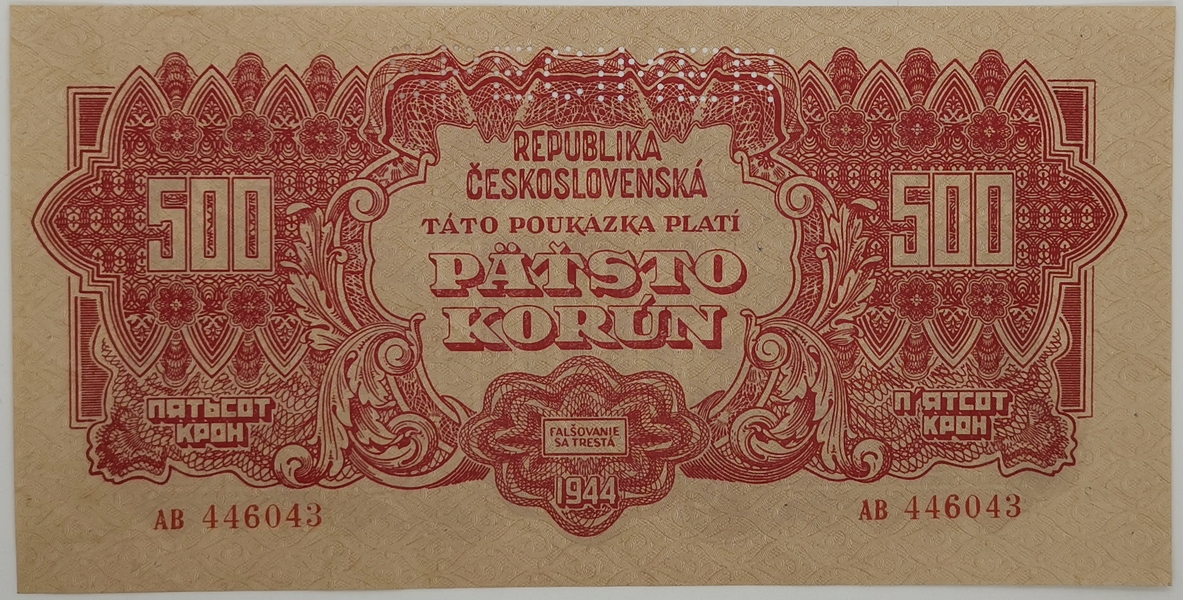 REPUBLIKA
ČESKOSLOVENSKÁ
TÁTO POUKÁZKA PLATÍ
PÄŤSTO
KORÚN
500
500
ПЯТЬСОТ
КРОН
П'ЯТСОТ
КРОН
FALŠOVANIE
SA TRESTÁ
1944
AB 446043
AB 446043